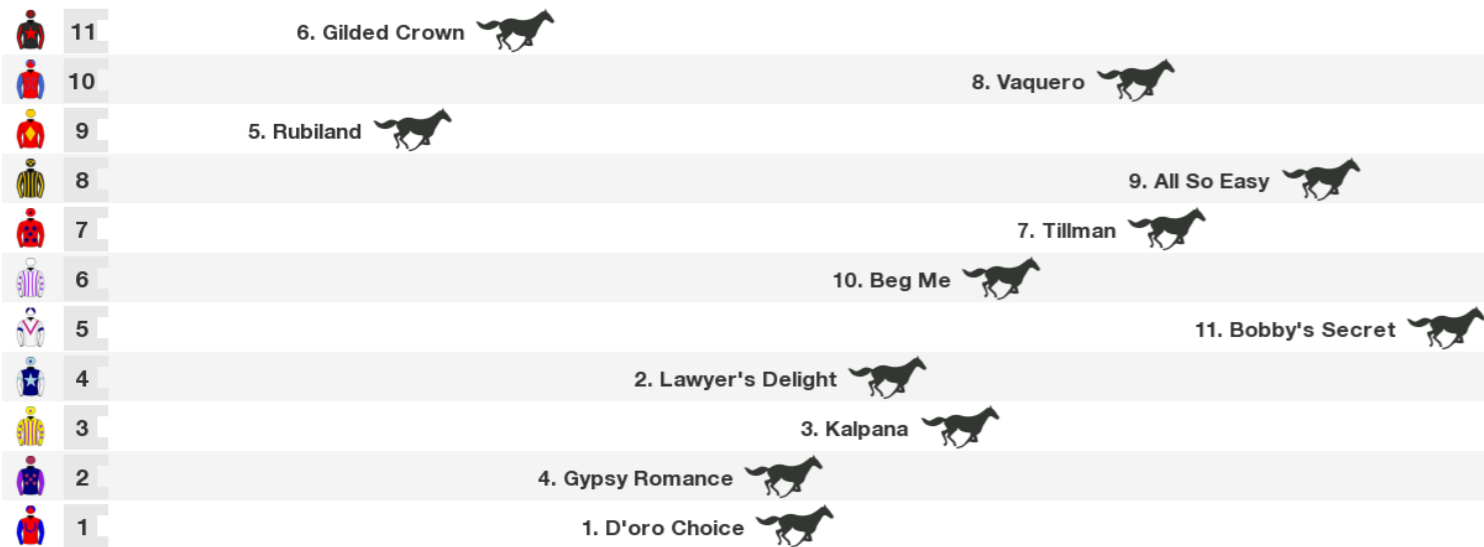 11 6. Gilded Crown
10 8. Vaquero
9 5. Rubiland
8 9. All So Easy
7 7. Tillman
6 10. Beg Me
5 11. Bobby's Secret
4 2. Lawyer's Delight
3 3. Kalpana
2 4. Gypsy Romance
1 1. D'oro Choice